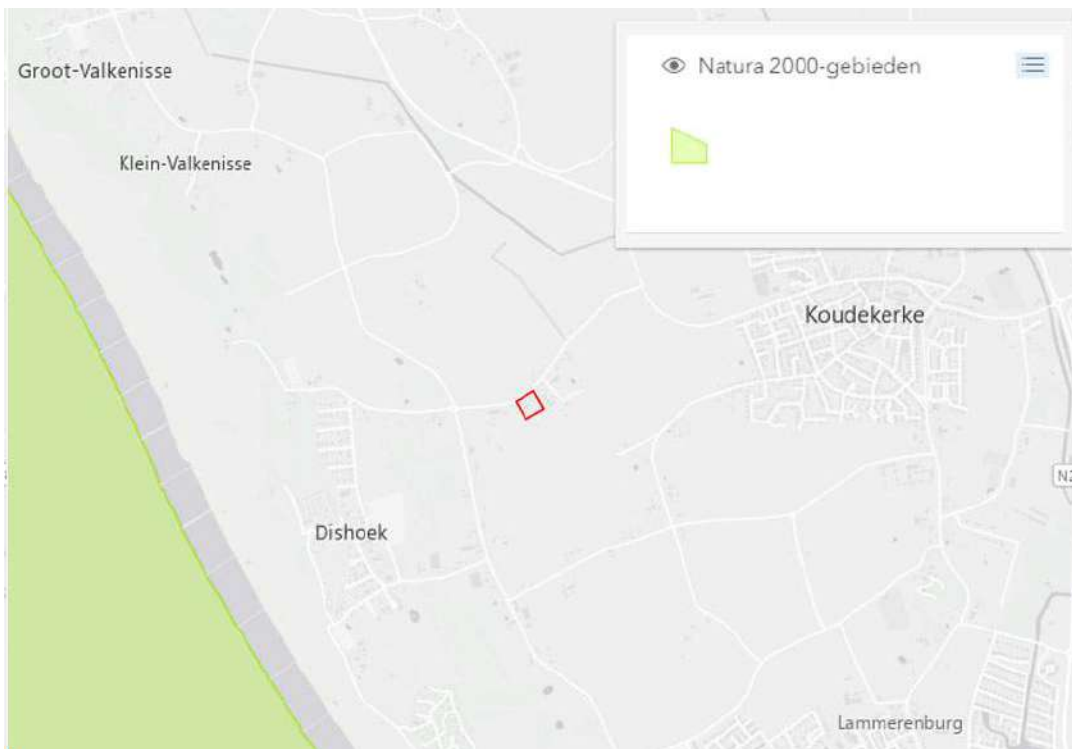 Groot-Valkenisse
Natura 2000-gebieden
Klein-Valkenisse
Koudekerke
Dishoek
Lammerenburg